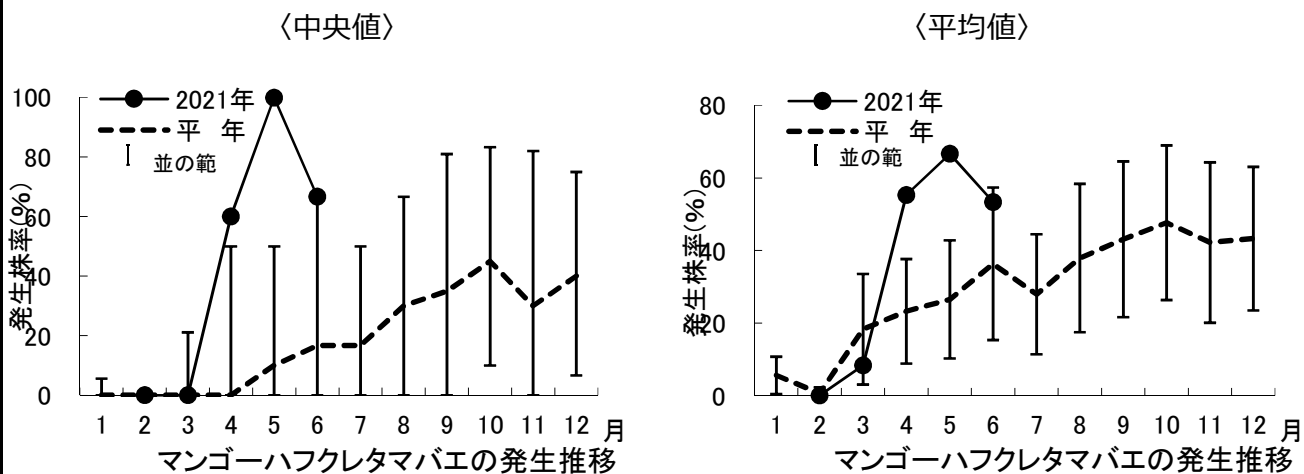 〈中央値〉
100
80
60
40
20
0
発生株率(%)
2021年
平 年
並の範
1 2 3 4 5 6 7 8 9 10 11 12 月
マンゴーハフクレタマバエの発生推移
〈平均値〉
80
60
40
20
0
発生株率(%)
2021年
平 年
並の範
1 2 3 4 5 6 7 8 9 10 11 12 月
マンゴーハフクレタマバエの発生推移